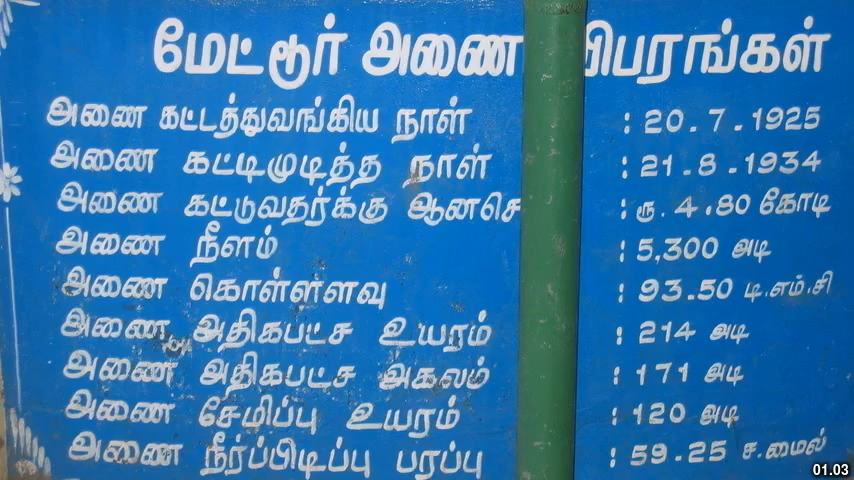 மேட்டூர் அணை விபரங்கள்
அணை கட்டத்துவங்கிய நாள் : 20.7.1925
அணை கட்டிமுடித்த நாள் : 21.8.1934
அணை கட்டுவதர்க்கு ஆனசெ : ரூ. 4.80 கோடி
அணை நீளம் : 5,300 அடி
அணை கொள்ளளவு : 93.50 டி.எம்.சி
அணை அதிகபட்ச உயரம் : 214 அடி
அணை அதிகபட்ச அகலம் : 171 அடி
அணை சேமிப்பு உயரம் : 120 அடி
அணை நீர்ப்பிடிப்பு பரப்பு : 59.25 ச.மைல்
01.03